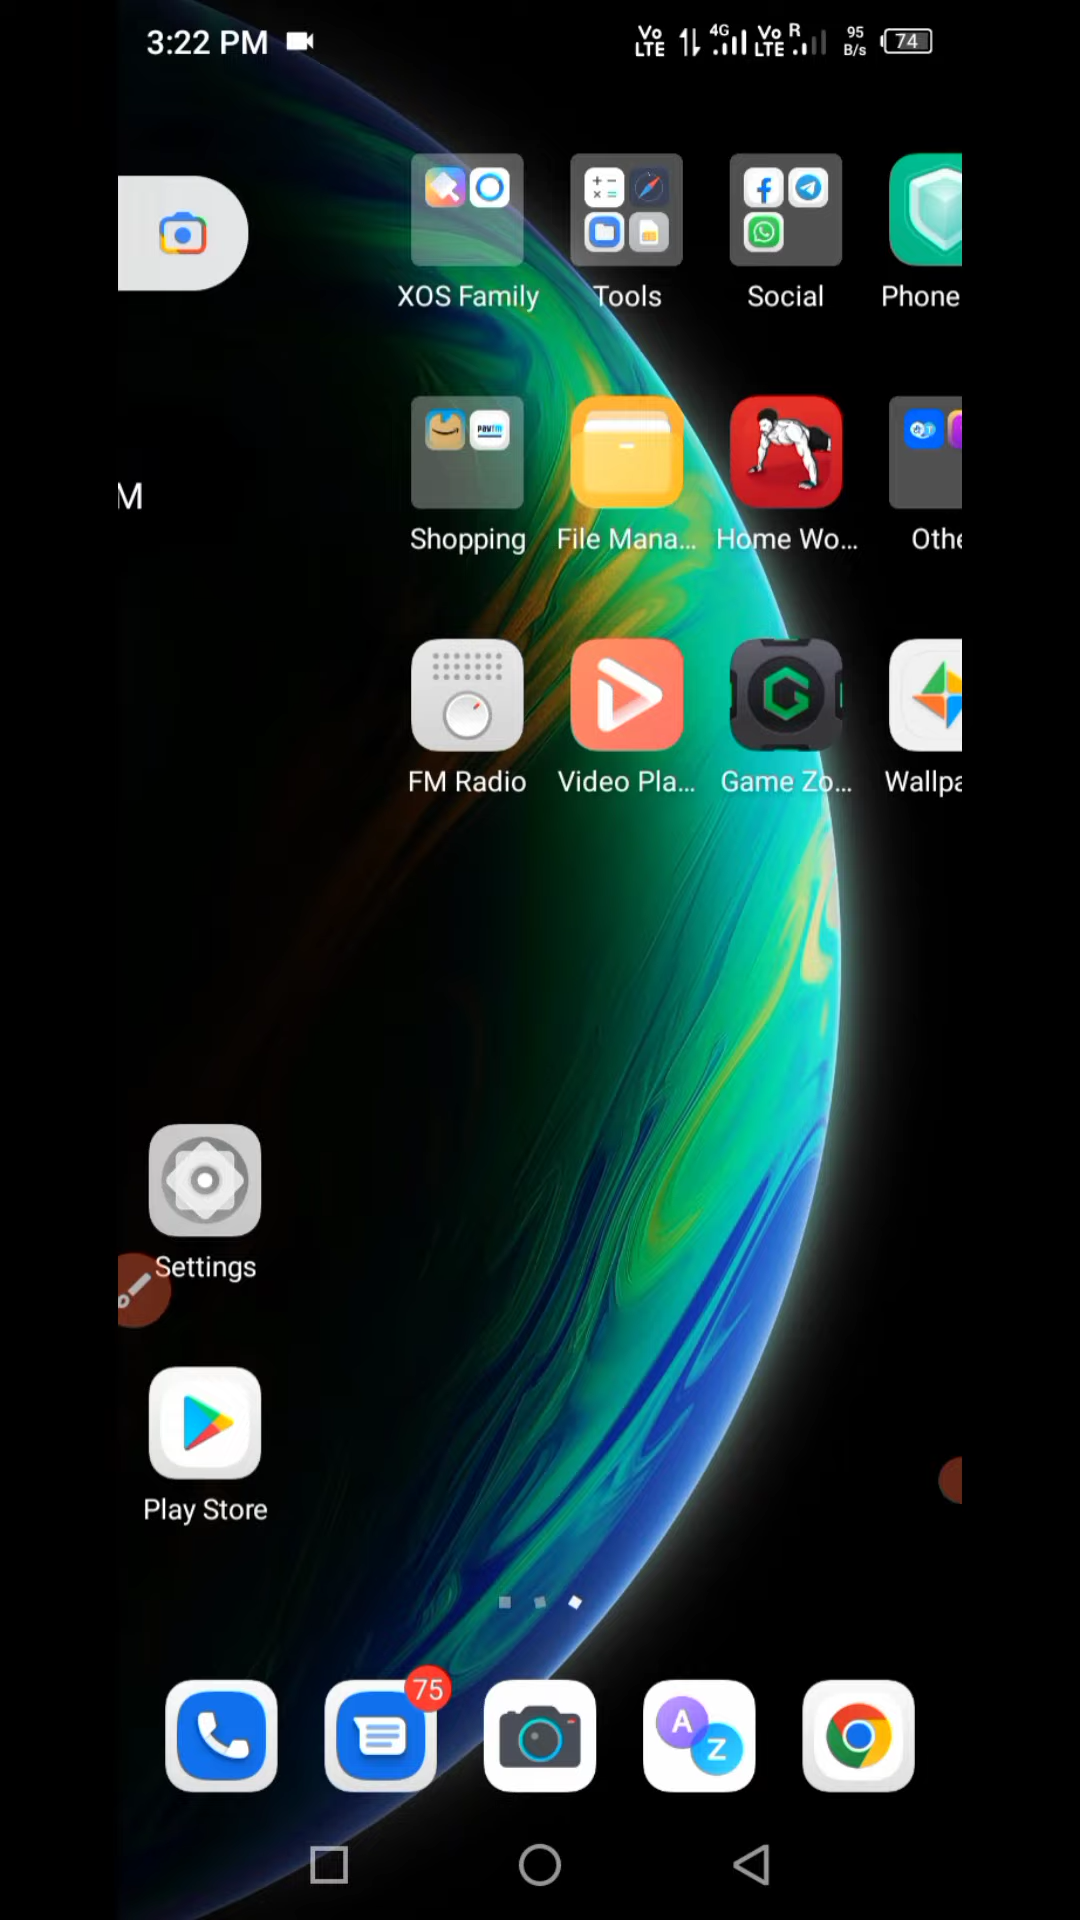 3:22 PM Vo LTE 4G Vo LTE R 95 B/s 74
XOS Family Tools Social Phone
Paytm
M
Shopping File Mana... Home Wo... Othe
FM Radio Video Pla... Game Zo... Wallpa
Settings
Play Store
75
A Z